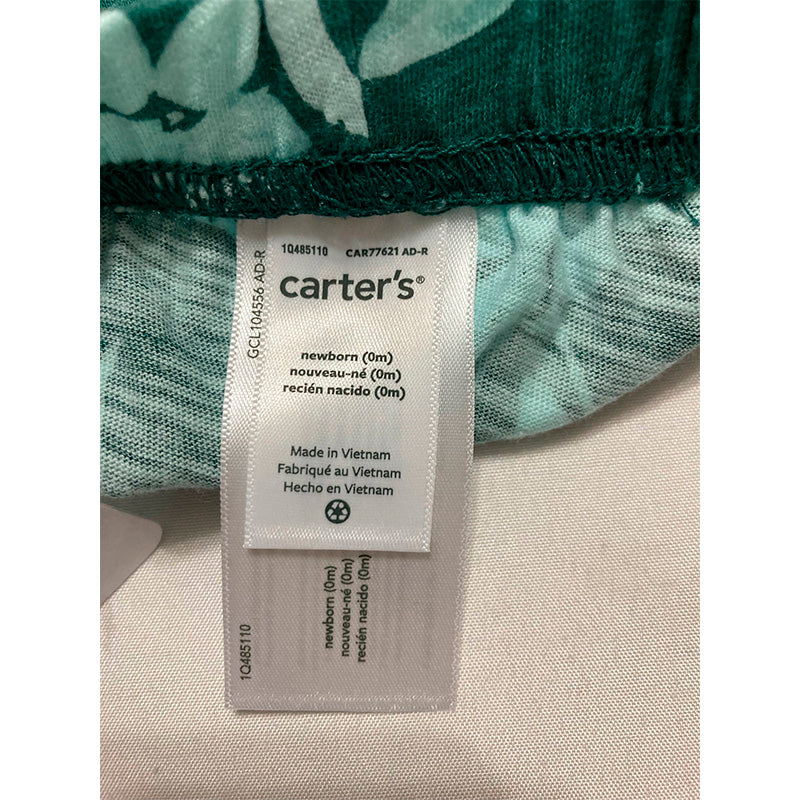 1Q485110 CAR77621 AD-R
carter's®
newborn (0m)
nouveau-né (0m)
recién nacido (0m)
Made in Vietnam
Fabriqué au Vietnam
Hecho en Vietnam
GCL104556 AD-R
newborn (0m)
nouveau-né (0m)
recién nacido (0m)
1Q485110